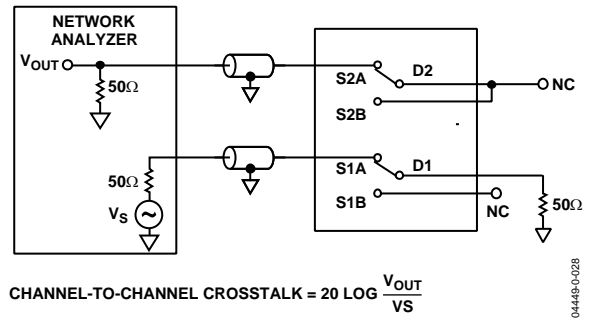 NETWORK
ANALYZER
VOUT
50Ω
S2A
D2
NC
S2B
50Ω
VS
S1A
D1
S1B
NC
50Ω
CHANNEL-TO-CHANNEL CROSSTALK = 20 LOG VOUT
VS
04449-0-028